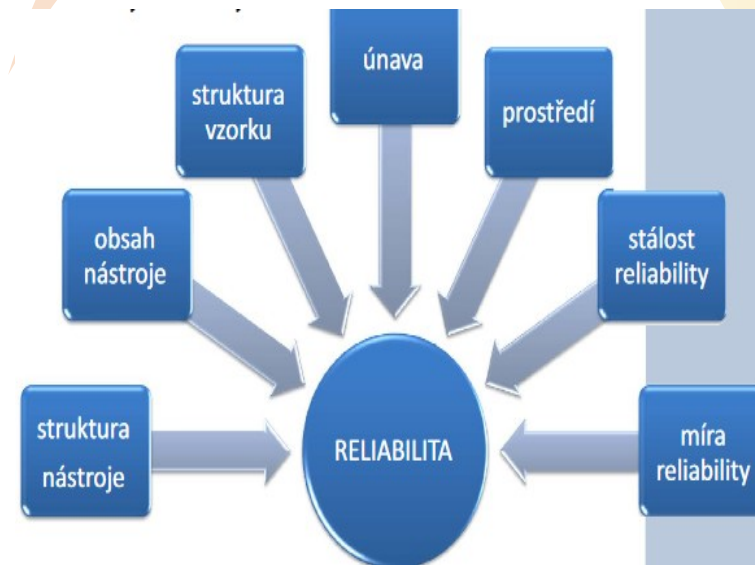 únava
struktura
vzorku
prostředí
obsah
nástroje
stálost
reliability
struktura
nástroje
RELIABILITA
míra
reliability